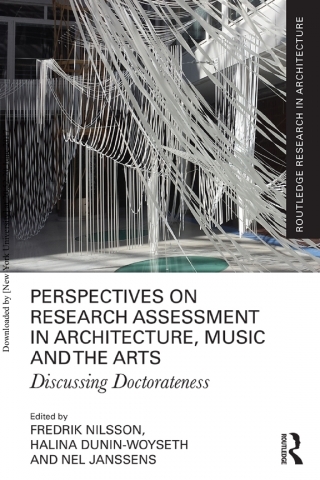 ROUTLEDGE RESEARCH IN ARCHITECTURE
Downloaded by [New York Univers
PERSPECTIVES ON
RESEARCH ASSESSMENT
IN ARCHITECTURE, MUSIC
AND THE ARTS
Discussing Doctorateness
Edited by
FREDRIK NILSSON,
HALINA DUNIN-WOYSETH
AND NEL JANSSENS
ROUTLEDGE